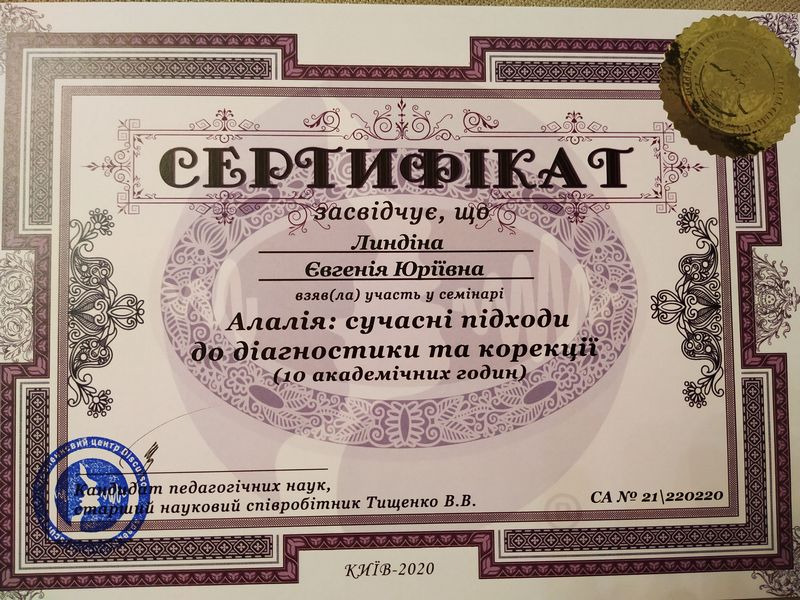 СЕРТИФІКАТ
засвідчує, що
Линдіна
Євгенія Юріївна
взяв(ла) участь у семінарі
Алалія: сучасні підходи
до діагностики та корекції
(10 академічних годин)
Кандидат педагогічних наук,
старший науковий співробітник Тищенко В.В.
СА № 21\220220
®
КИЇВ-2020
центр